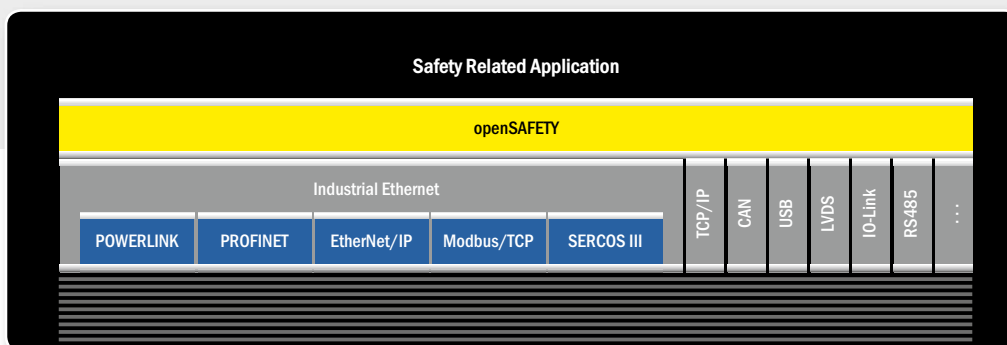 Safety Related Application
openSAFETY
Industrial Ethernet
POWERLINK
PROFINET
EtherNet/IP
Modbus/TCP
SERCOS III
TCP/IP
CAN
USB
LVDS
IO-Link
RS485
...